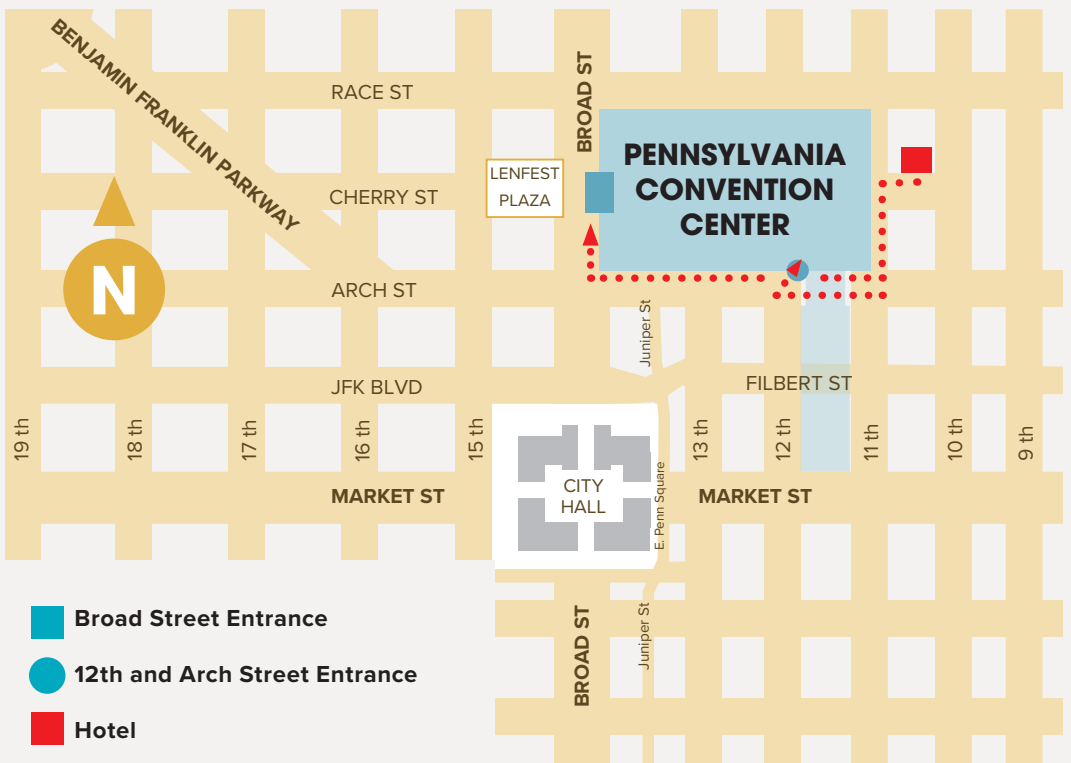 BENJAMIN FRANKLIN PARKWAY
RACE ST
BROAD ST
PENNSYLVANIA
CONVENTION
CENTER
LENFEST
PLAZA
CHERRY ST
N
ARCH ST
Juniper St
JFK BLVD
FILBERT ST
19 th
18 th
17 th
16 th
15 th
13 th
12 th
11 th
10 th
9 th
MARKET ST
CITY
HALL
E. Penn Square
MARKET ST
BROAD ST
Juniper St
Broad Street Entrance
12th and Arch Street Entrance
Hotel